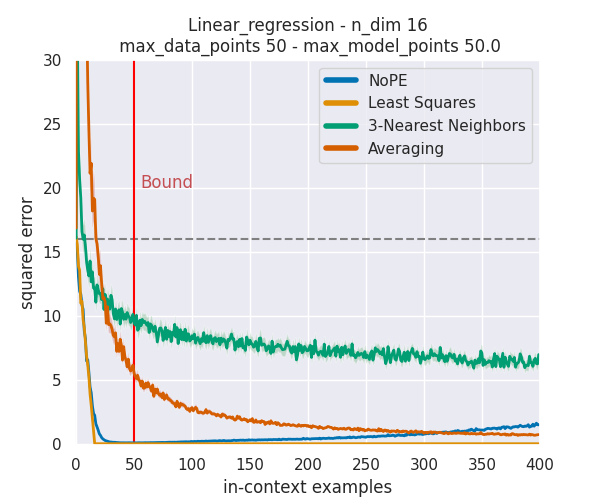 Linear_regression - n_dim 16
max_data_points 50 - max_model_points 50.0
30
25
20
15
10
5
0
squared error
NoPE
Least Squares
3-Nearest Neighbors
Averaging
Bound
0 50 100 150 200 250 300 350 400
in-context examples